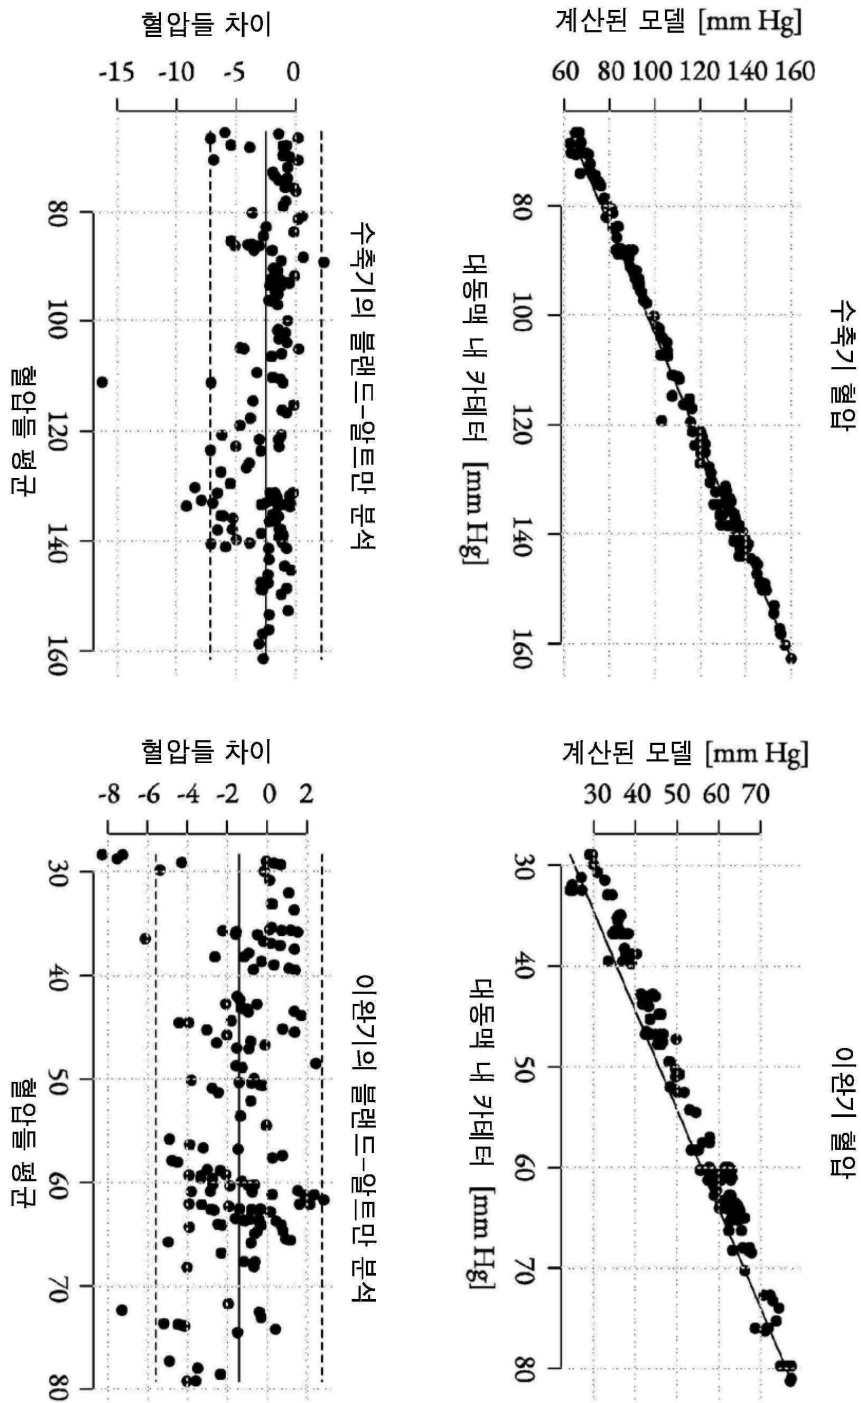 수축기 혈압
계산된 모델 [mm Hg]
60 80 100 120 140 160
80 100 120 140 160
대동맥 내 카테터 [mm Hg]
이완기 혈압
계산된 모델 [mm Hg]
30 40 50 60 70
30 40 50 60 70 80
대동맥 내 카테터 [mm Hg]
수축기의 블랜드-알트만 분석
혈압들 차이
-15 -10 -5 0
80 100 120 140 160
혈압들 평균
이완기의 블랜드-알트만 분석
혈압들 차이
-8 -6 -4 -2 0 2
30 40 50 60 70 80
혈압들 평균